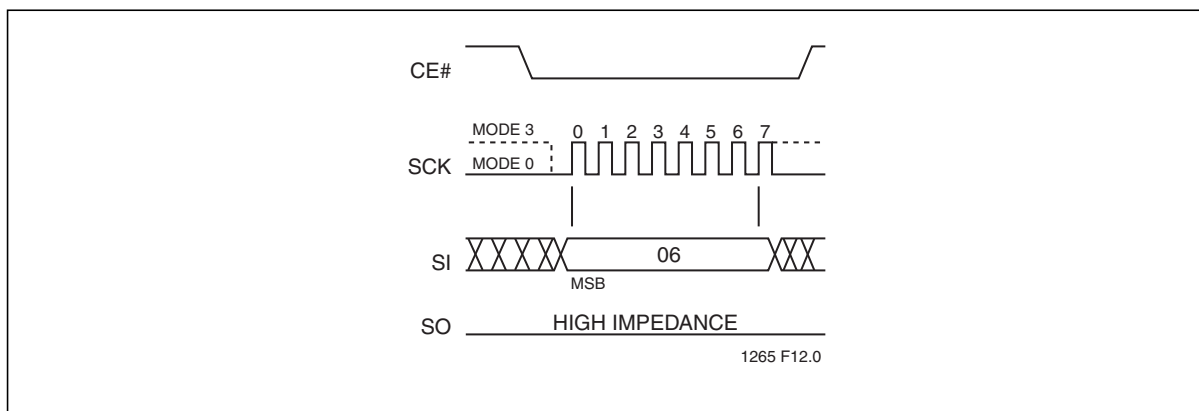 CE#
MODE 3
0 1 2 3 4 5 6 7
SCK
MODE 0
SI
06
MSB
SO
HIGH IMPEDANCE
1265 F12.0